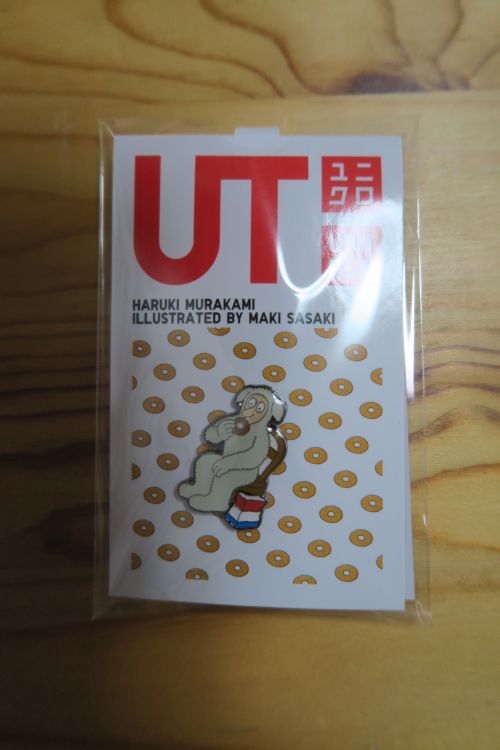 UT
ユニ
クロ
HARUKI MURAKAMI
ILLUSTRATED BY MAKI SASAKI